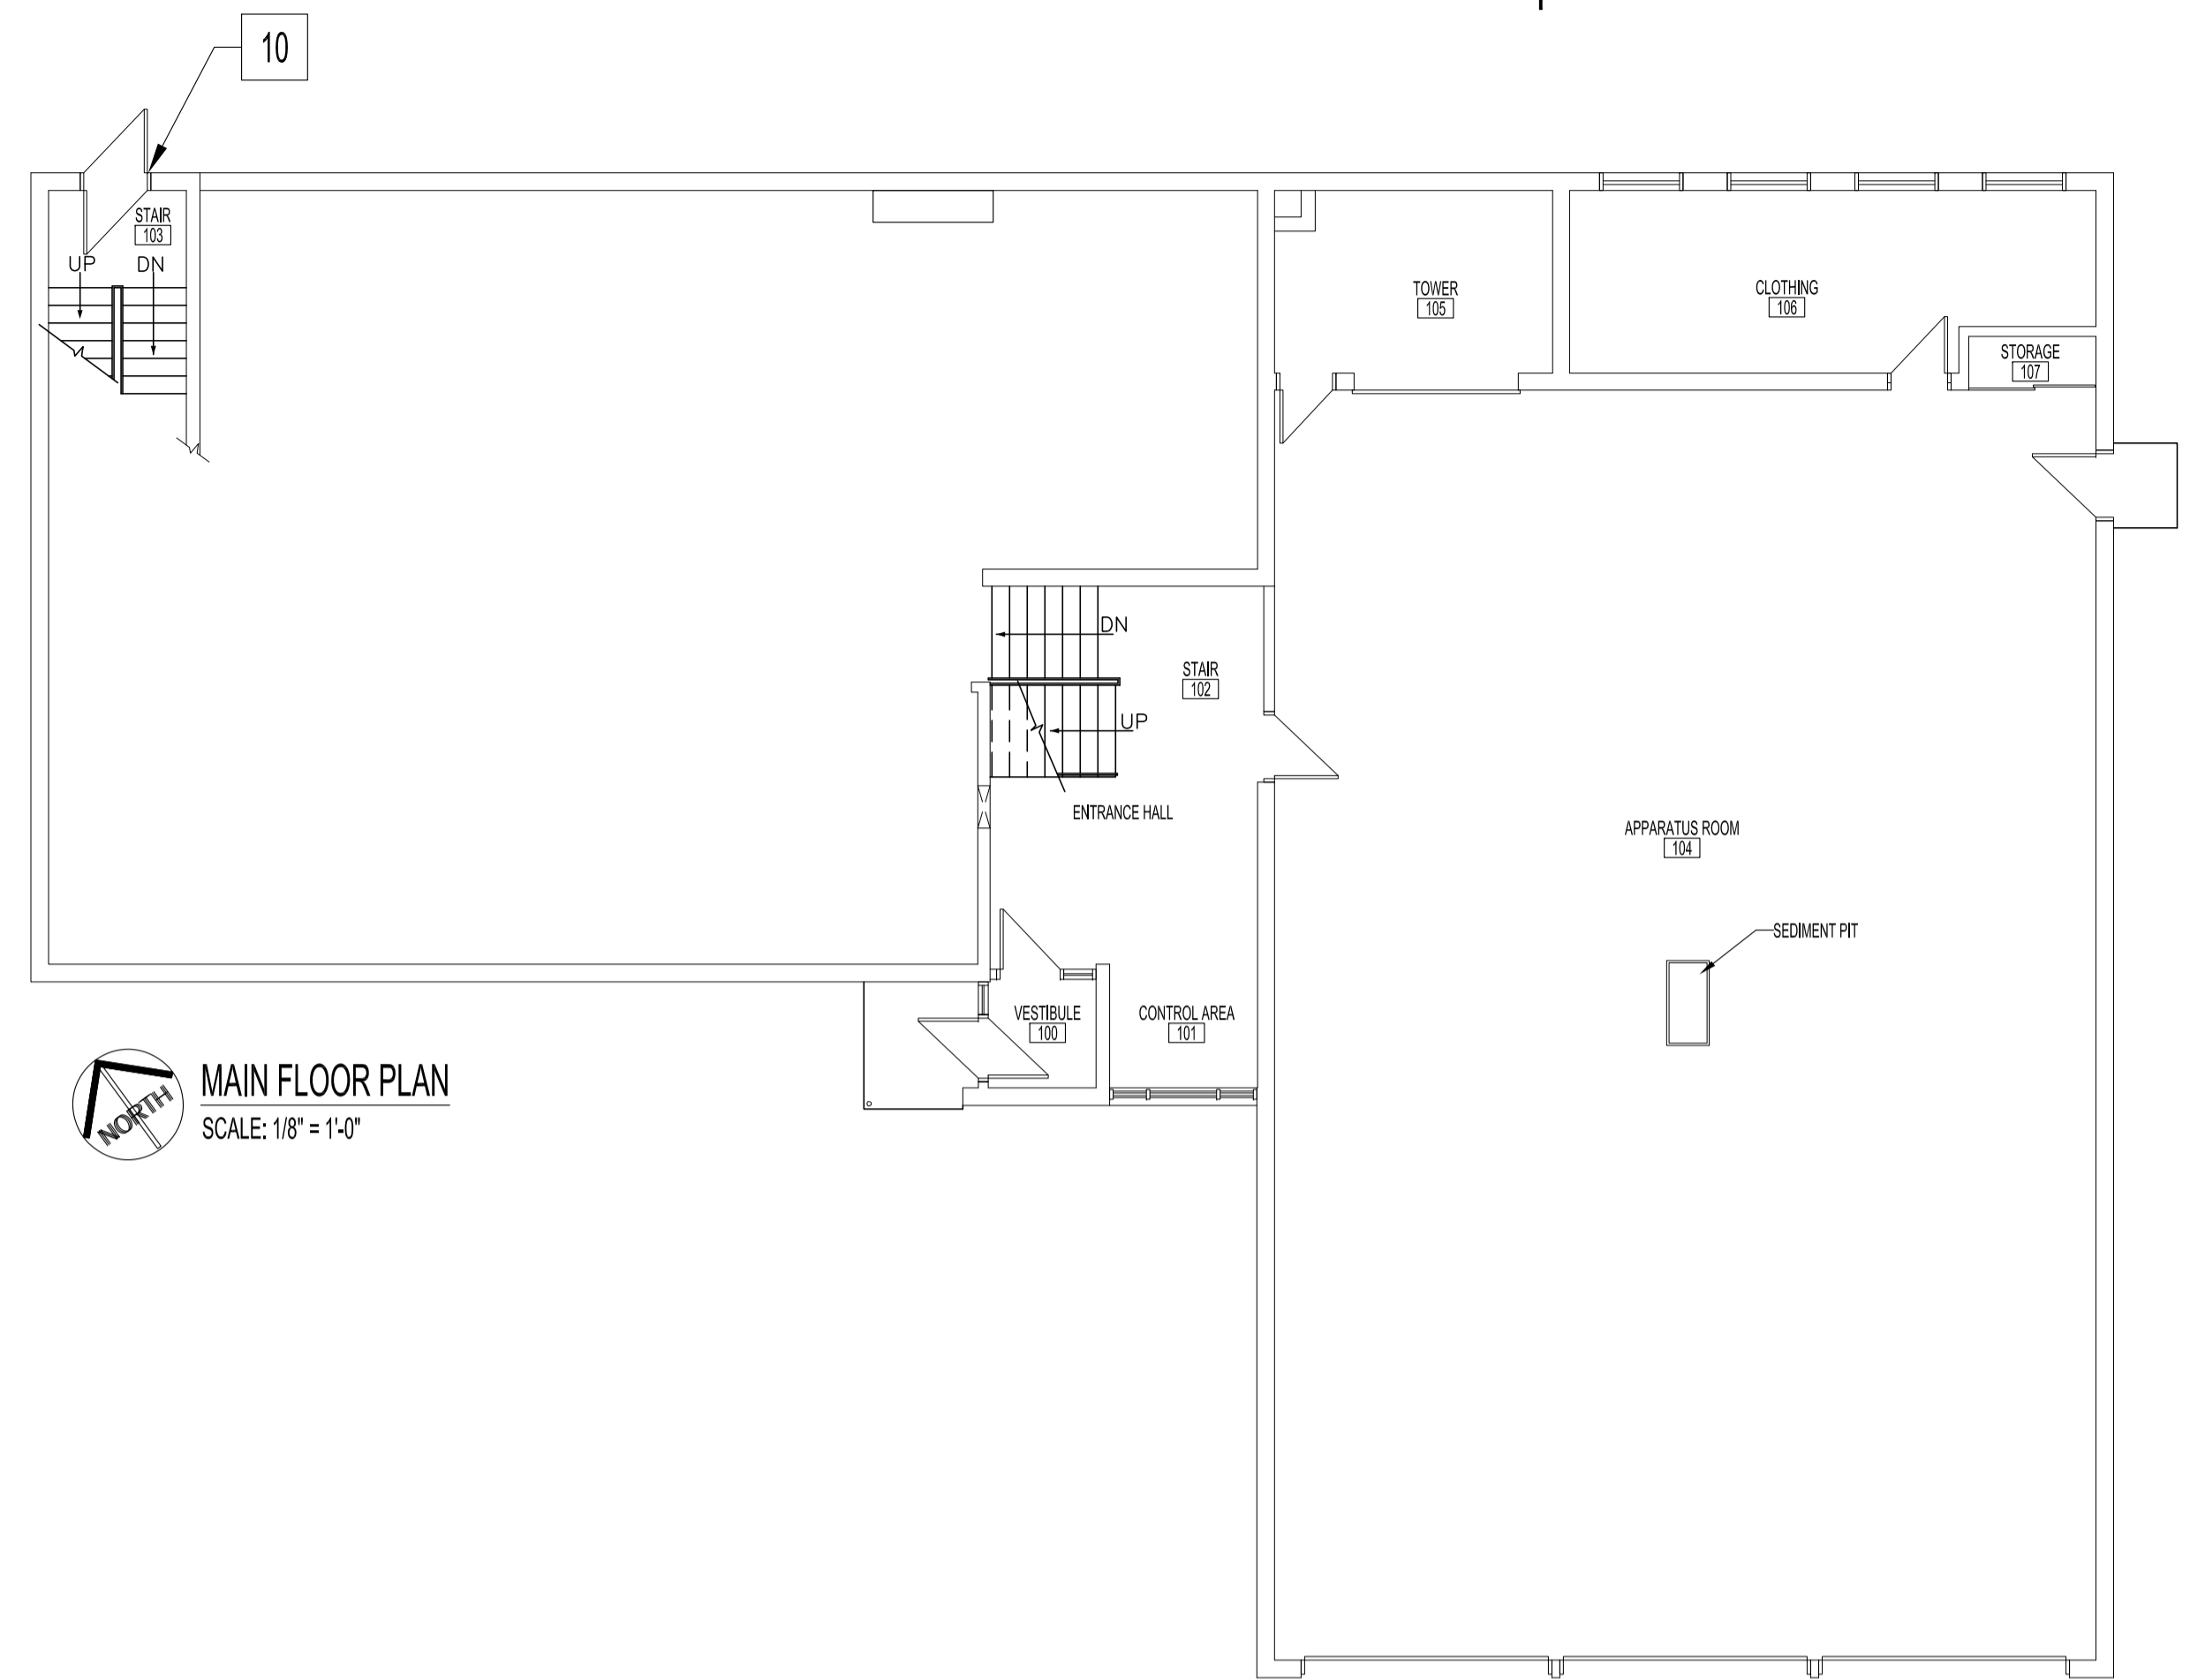 10
STAIR
103
UP DN
TOWER
105
CLOTHING
106
STORAGE
107
DN
STAIR
102
UP
ENTRANCE HALL
APPARATUS ROOM
104
SEDIMENT PIT
VESTIBULE
100
CONTROL AREA
101
NORTH
MAIN FLOOR PLAN
SCALE: 1/8" = 1'-0"